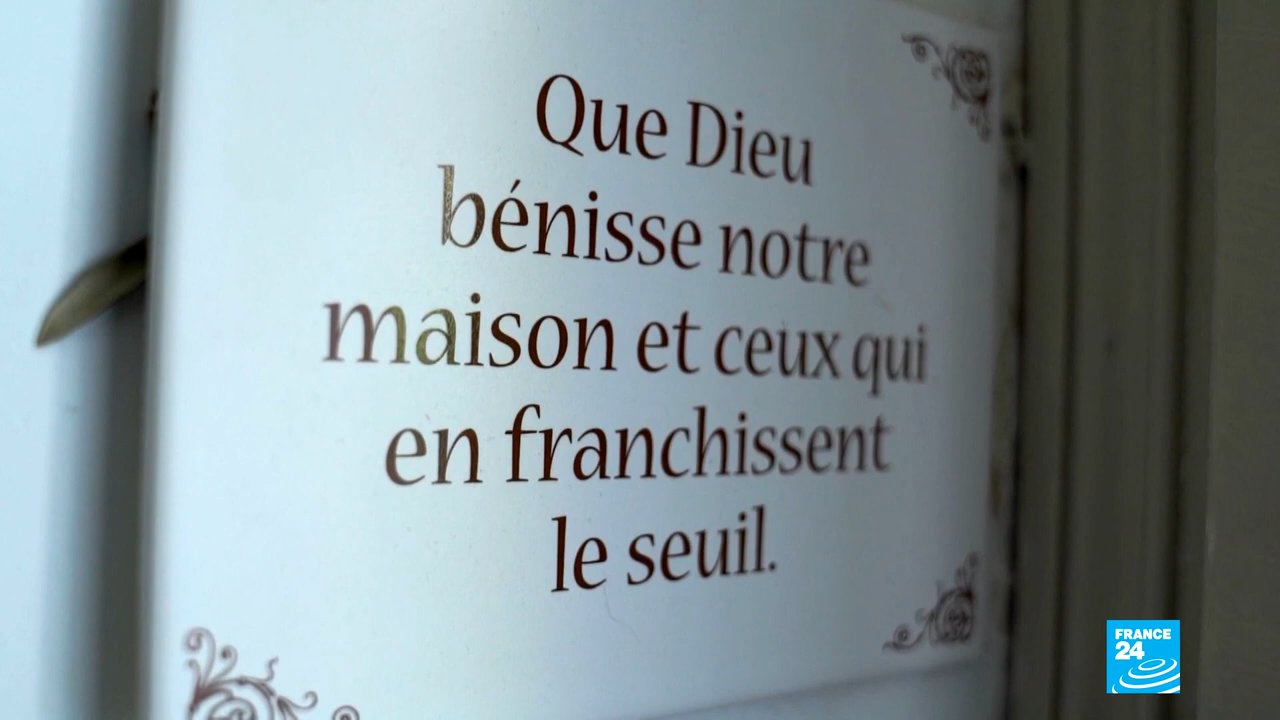 Que Dieu
bénisse notre
maison et ceux qui
en franchissent
le seuil.
FRANCE
24